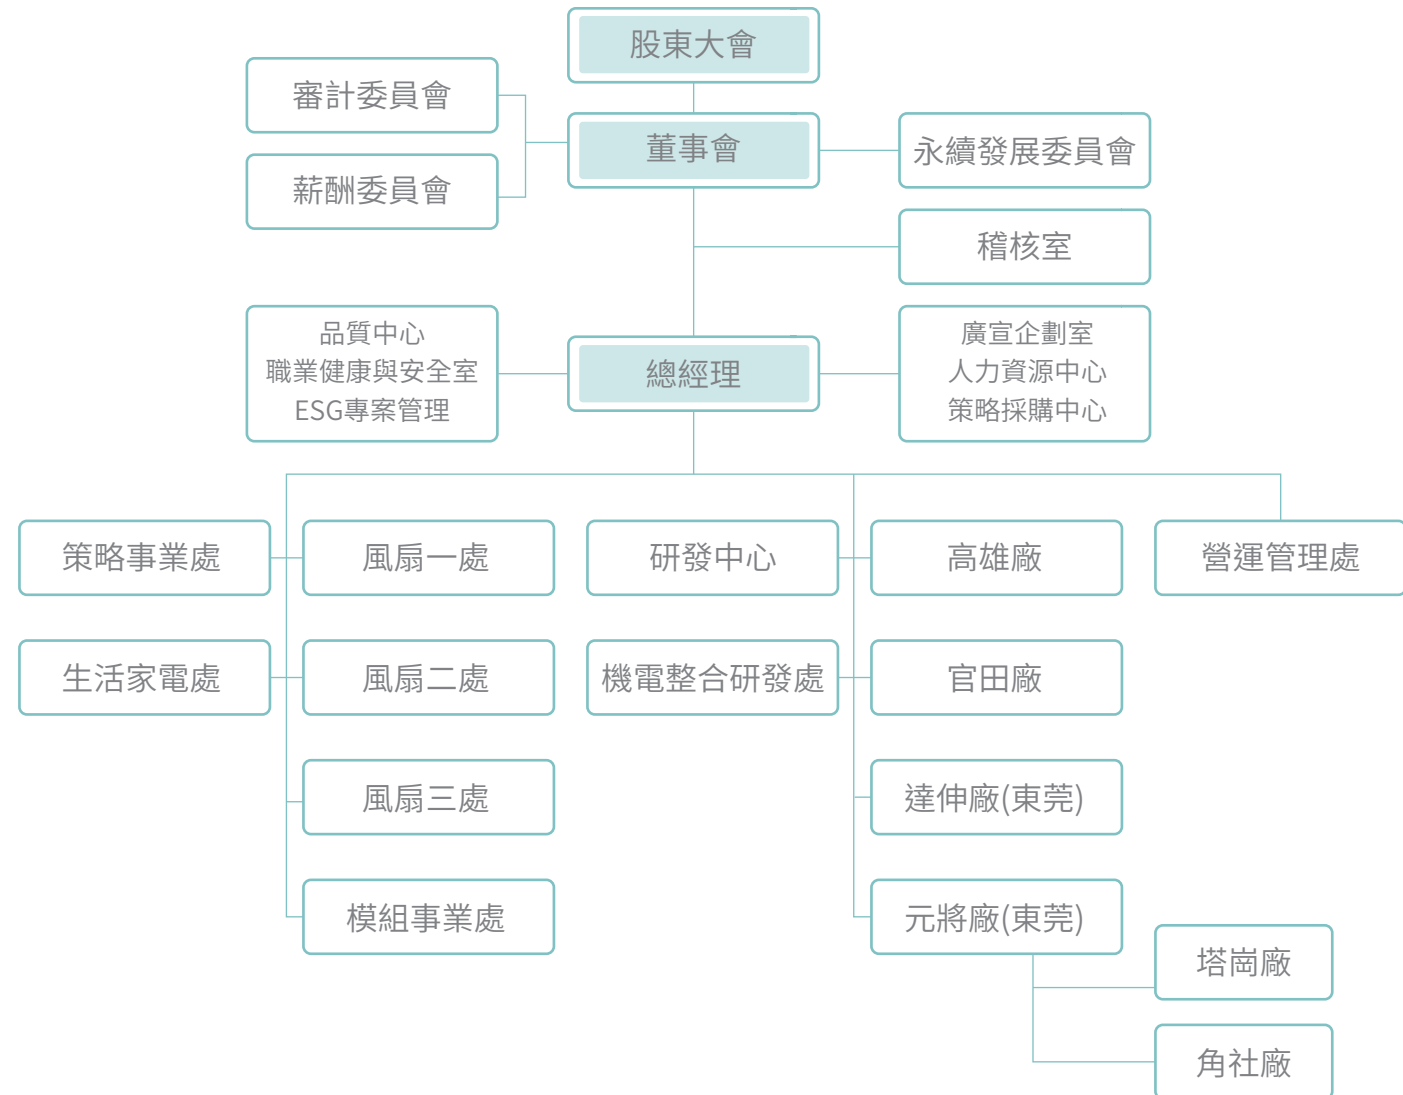 股東大會
審計委員會
董事會
永續發展委員會
薪酬委員會
稽核室
品質中心
職業健康與安全室
ESG專案管理
總經理
廣宣企劃室
人力資源中心
策略採購中心
策略事業處
風扇一處
研發中心
高雄廠
營運管理處
生活家電處
風扇二處
機電整合研發處
官田廠
風扇三處
達伸廠(東莞)
模組事業處
元將廠(東莞)
塔崗廠
角社廠